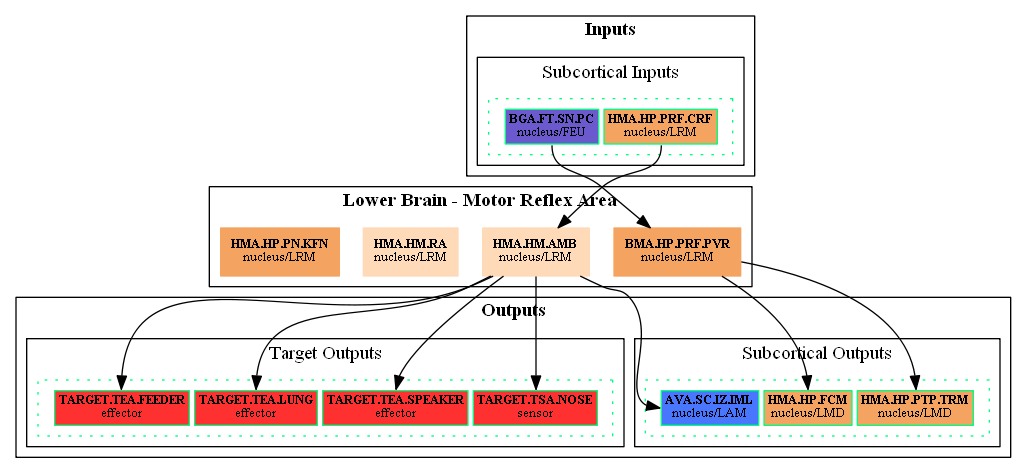 Inputs
Subcortical Inputs
BGA.FT.SN.PC
nucleus/FEU
HMA.HP.PRF.CRF
nucleus/LRM
Lower Brain - Motor Reflex Area
HMA.HP.PN.KFN
nucleus/LRM
HMA.HM.RA
nucleus/LRM
HMA.HM.AMB
nucleus/LRM
BMA.HP.PRF.PVR
nucleus/LRM
Outputs
Target Outputs
TARGET.TEA.FEEDER
effector
TARGET.TEA.LUNG
effector
TARGET.TEA.SPEAKER
effector
TARGET.TSA.NOSE
sensor
Subcortical Outputs
AVA.SC.IZ.IML
nucleus/LAM
HMA.HP.FCM
nucleus/LMD
HMA.HP.PTP.TRM
nucleus/LMD